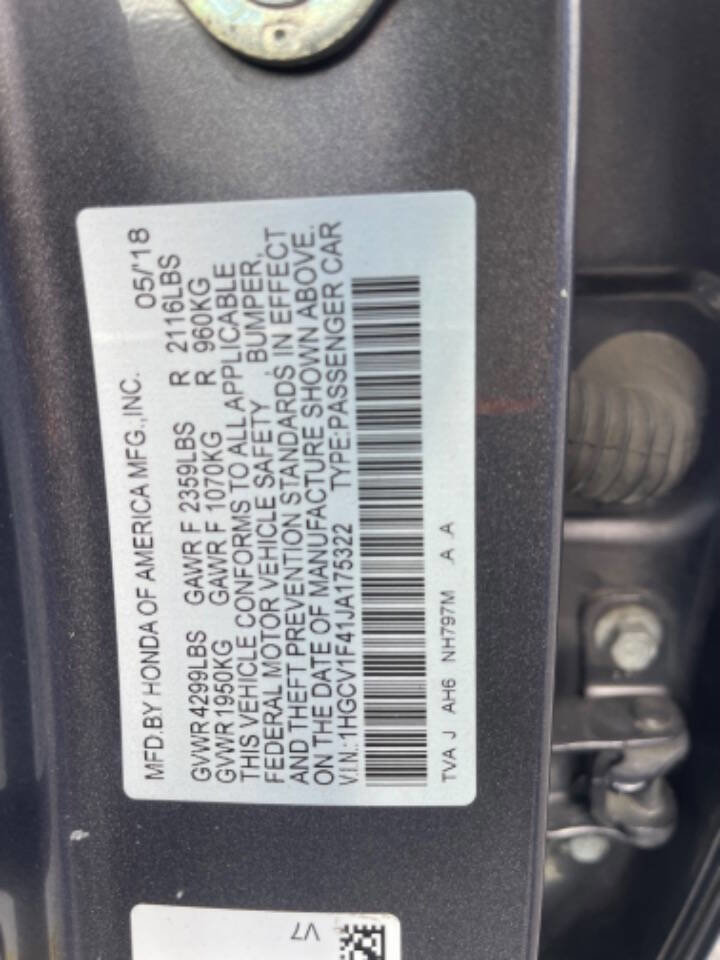 MFD.BY HONDA OF AMERICA MFG.,INC. 05/'18
GVWR 4299LBS GAWR F 2359LBS R 2116LBS
GVWR 1950KG GAWR F 1070KG R 960KG
THIS VEHICLE CONFORMS TO ALL APPLICABLE
FEDERAL MOTOR VEHICLE SAFETY , BUMPER,
AND THEFT PREVENTION STANDARDS IN EFFECT
ON THE DATE OF MANUFACTURE SHOWN ABOVE.
V.I.N.:1HGCV1F41JA175322 TYPE:PASSENGER CAR
TVA J AH6 NH797M A A
V7